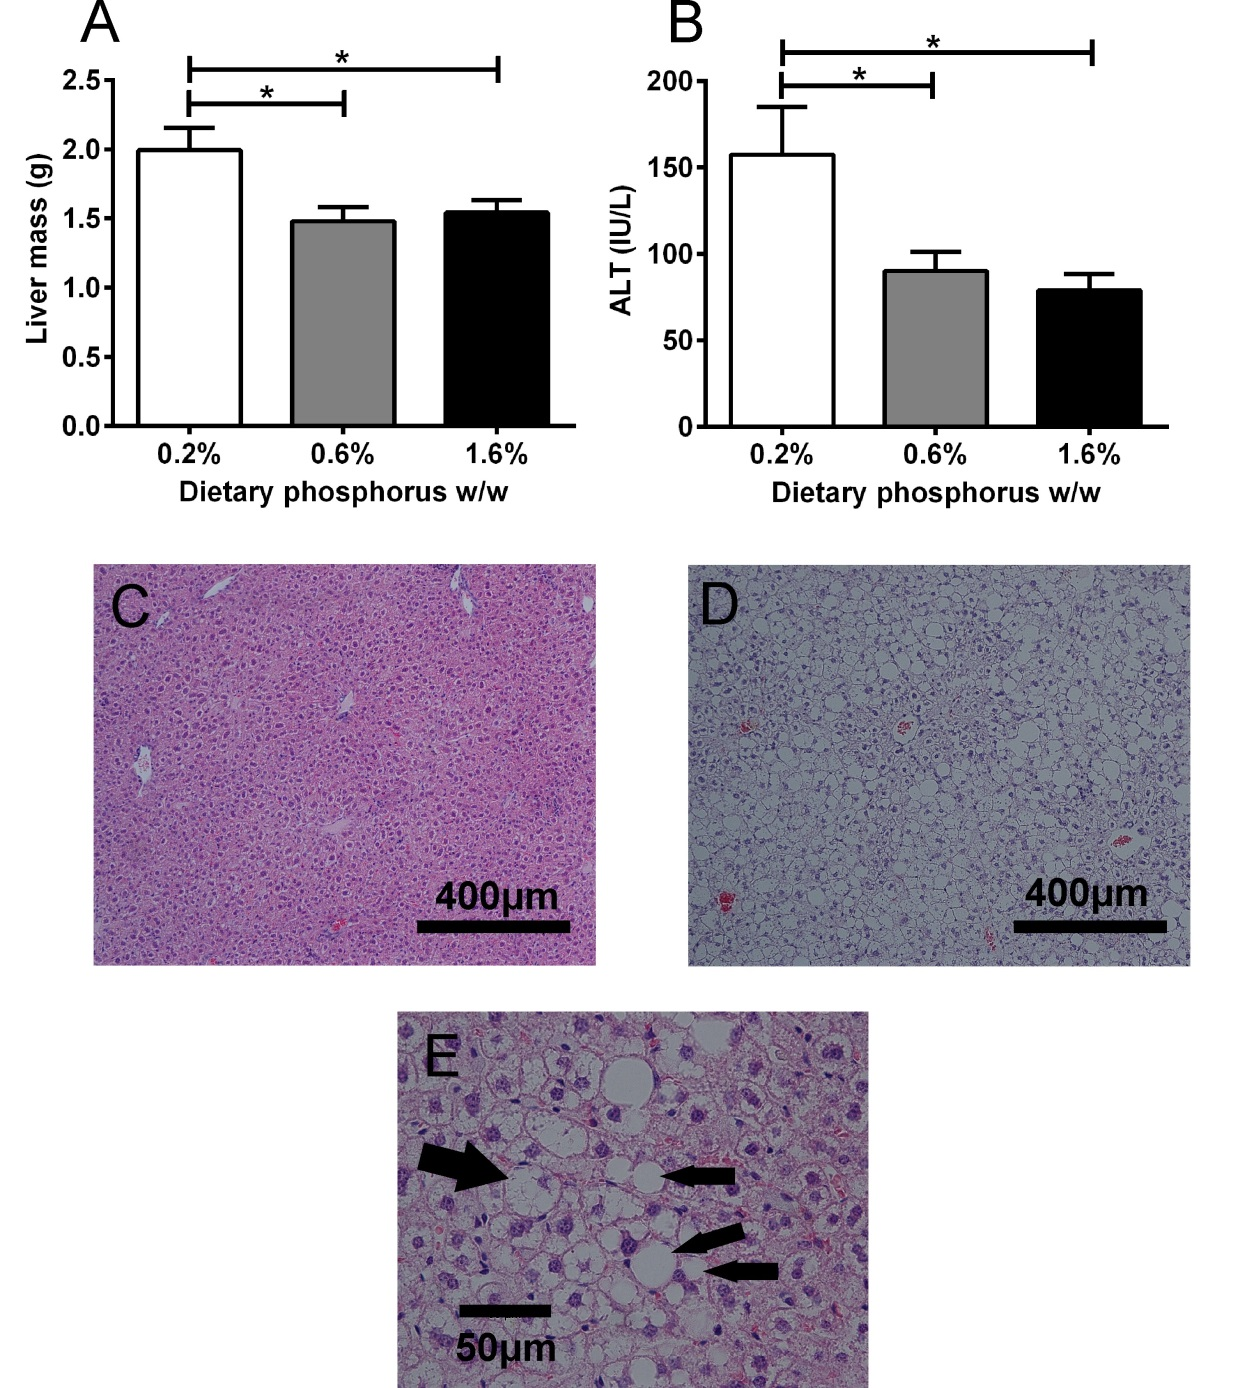 A
*
*
2.5
2.0
1.5
1.0
0.5
0.0
Liver mass (g)
0.2% 0.6% 1.6%
Dietary phosphorus w/w
B
*
*
200
150
100
50
0
ALT (IU/L)
0.2% 0.6% 1.6%
Dietary phosphorus w/w
C
400µm
D
400µm
E
50µm